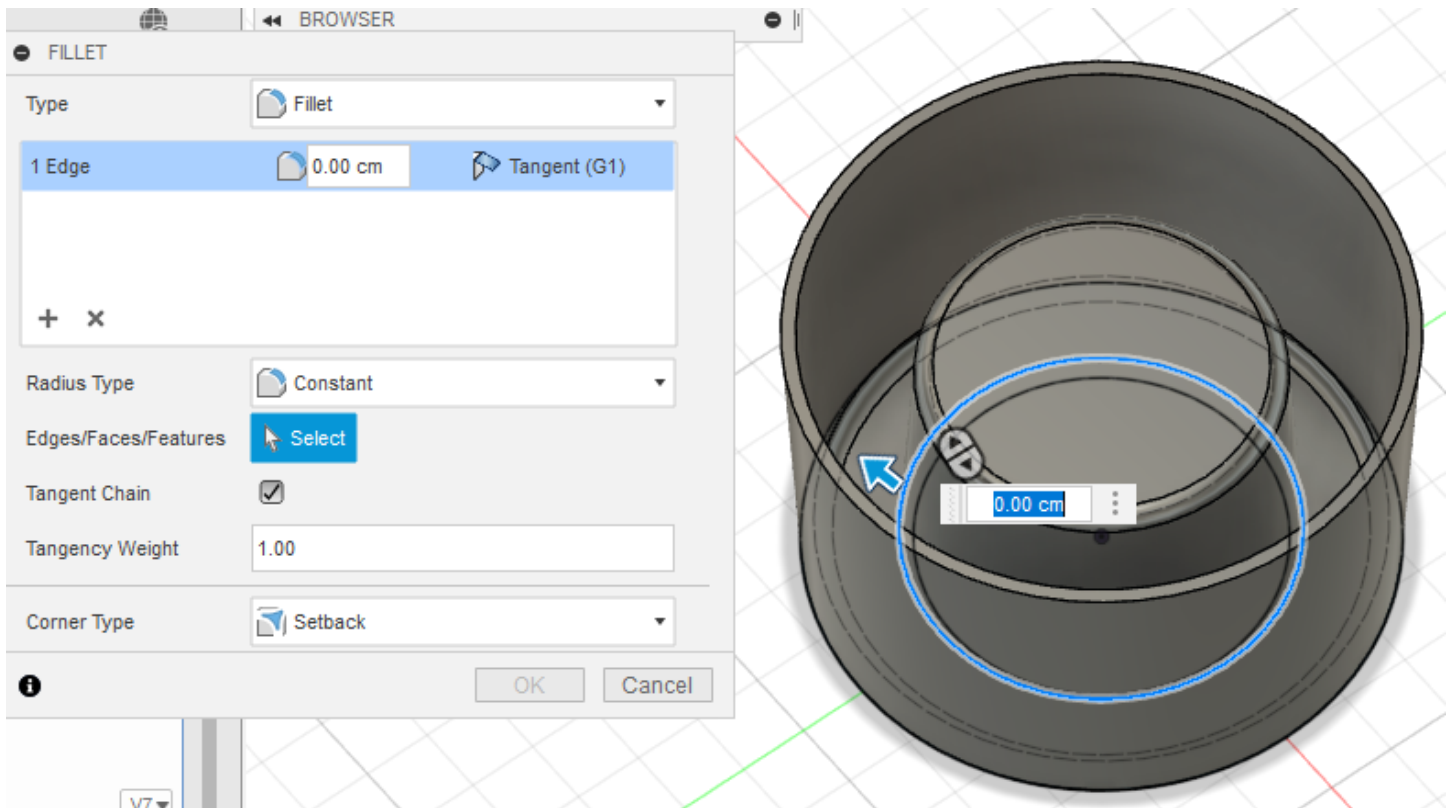 BROWSER
FILLET
Type Fillet
1 Edge 0.00 cm Tangent (G1)
Radius Type Constant
Edges/Faces/Features Select
Tangent Chain
0.00 cm
Tangency Weight 1.00
Corner Type Setback
OK Cancel